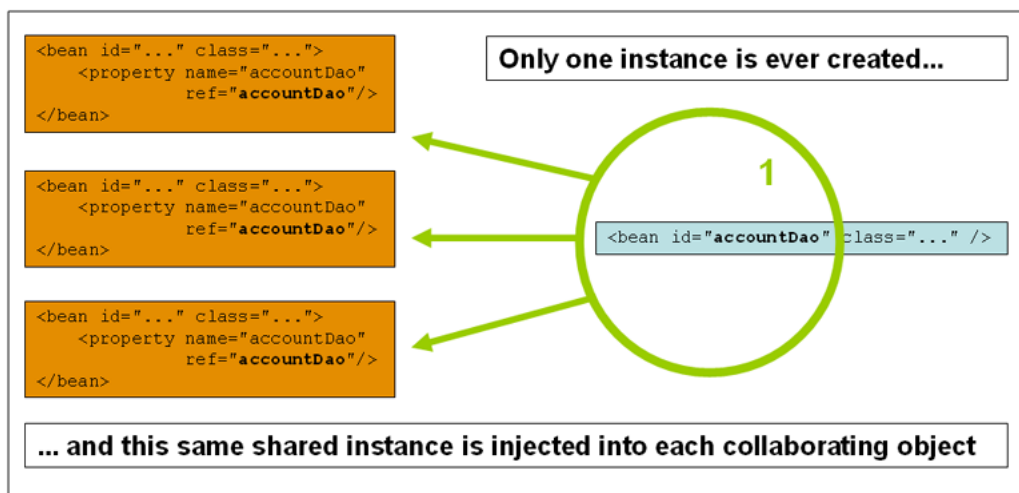 <bean id="..." class="...">
<property name="accountDao"
ref="accountDao"/>
</bean>
Only one instance is ever created...
1
<bean id="..." class="...">
<property name="accountDao"
ref="accountDao"/>
</bean>
<bean id="accountDao" class="..." />
<bean id="..." class="...">
<property name="accountDao"
ref="accountDao"/>
</bean>
... and this same shared instance is injected into each collaborating object